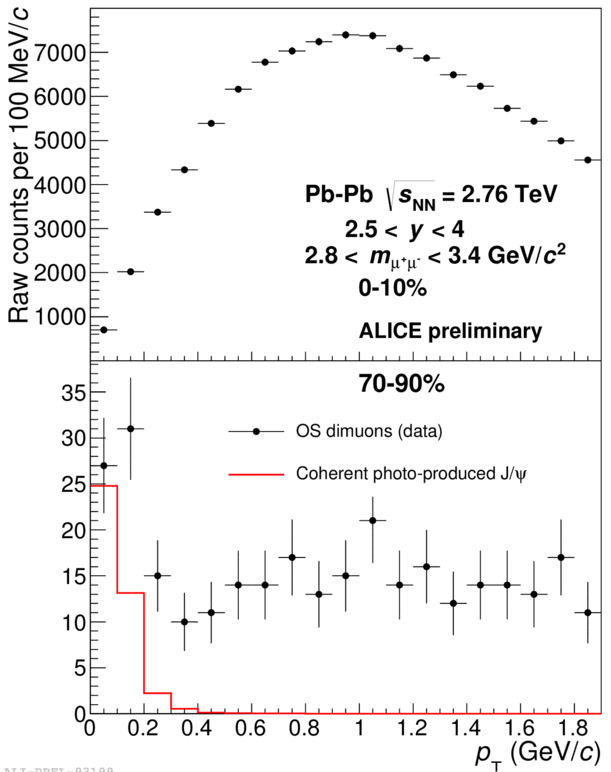 Raw counts per 100 MeV/c
7000
6000
5000
4000
3000
2000
1000
Pb-Pb √sNN = 2.76 TeV
2.5 < y < 4
2.8 < mμ+μ- < 3.4 GeV/c2
0-10%
ALICE preliminary
70-90%
35
30
25
20
15
10
5
0
OS dimuons (data)
Coherent photo-produced J/ψ
0 0.2 0.4 0.6 0.8 1 1.2 1.4 1.6 1.8
pT (GeV/c)